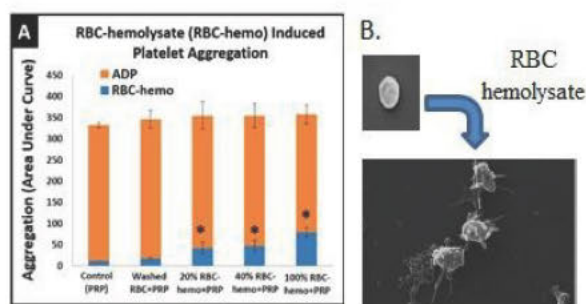 A
RBC-hemolysate (RBC-hemo) Induced
Platelet Aggregation
Aggregation (Area Under Curve)
450
400
350
300
250
200
150
100
50
0
ADP
RBC-hemo
*
*
*
Control
(PRP)
Washed
RBC+PRP
20% RBC-
hemo+PRP
40% RBC-
hemo+PRP
100% RBC-
hemo+PRP
B.
RBC
hemolysate